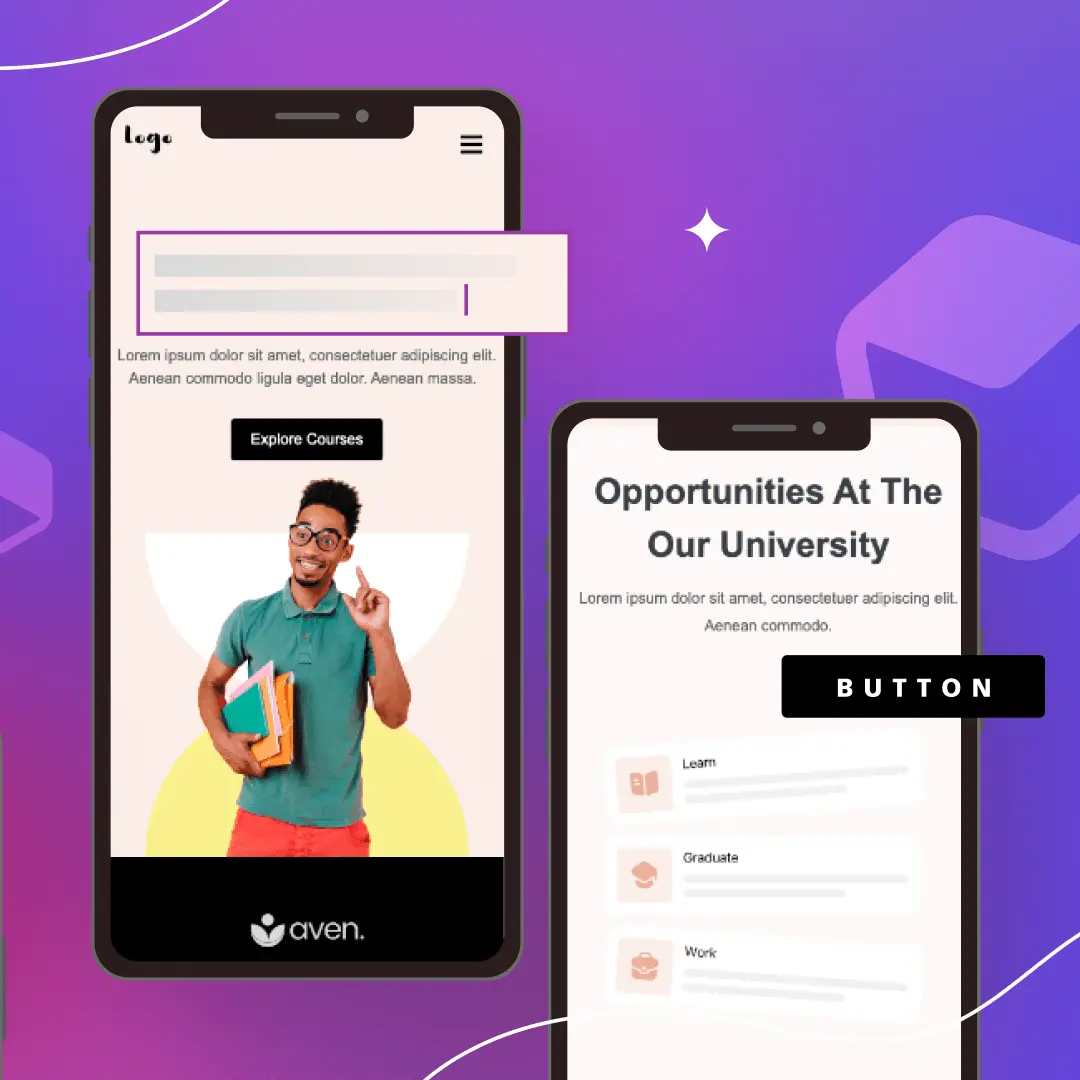 Logo
Lorem ipsum dolor sit amet, consectetuer adipiscing elit.
Aenean commodo ligula eget dolor. Aenean massa.
Explore Courses
aven.
Opportunities At The
Our University
Lorem ipsum dolor sit amet, consectetuer adipiscing elit.
Aenean commodo.
BUTTON
Learn
Graduate
Work